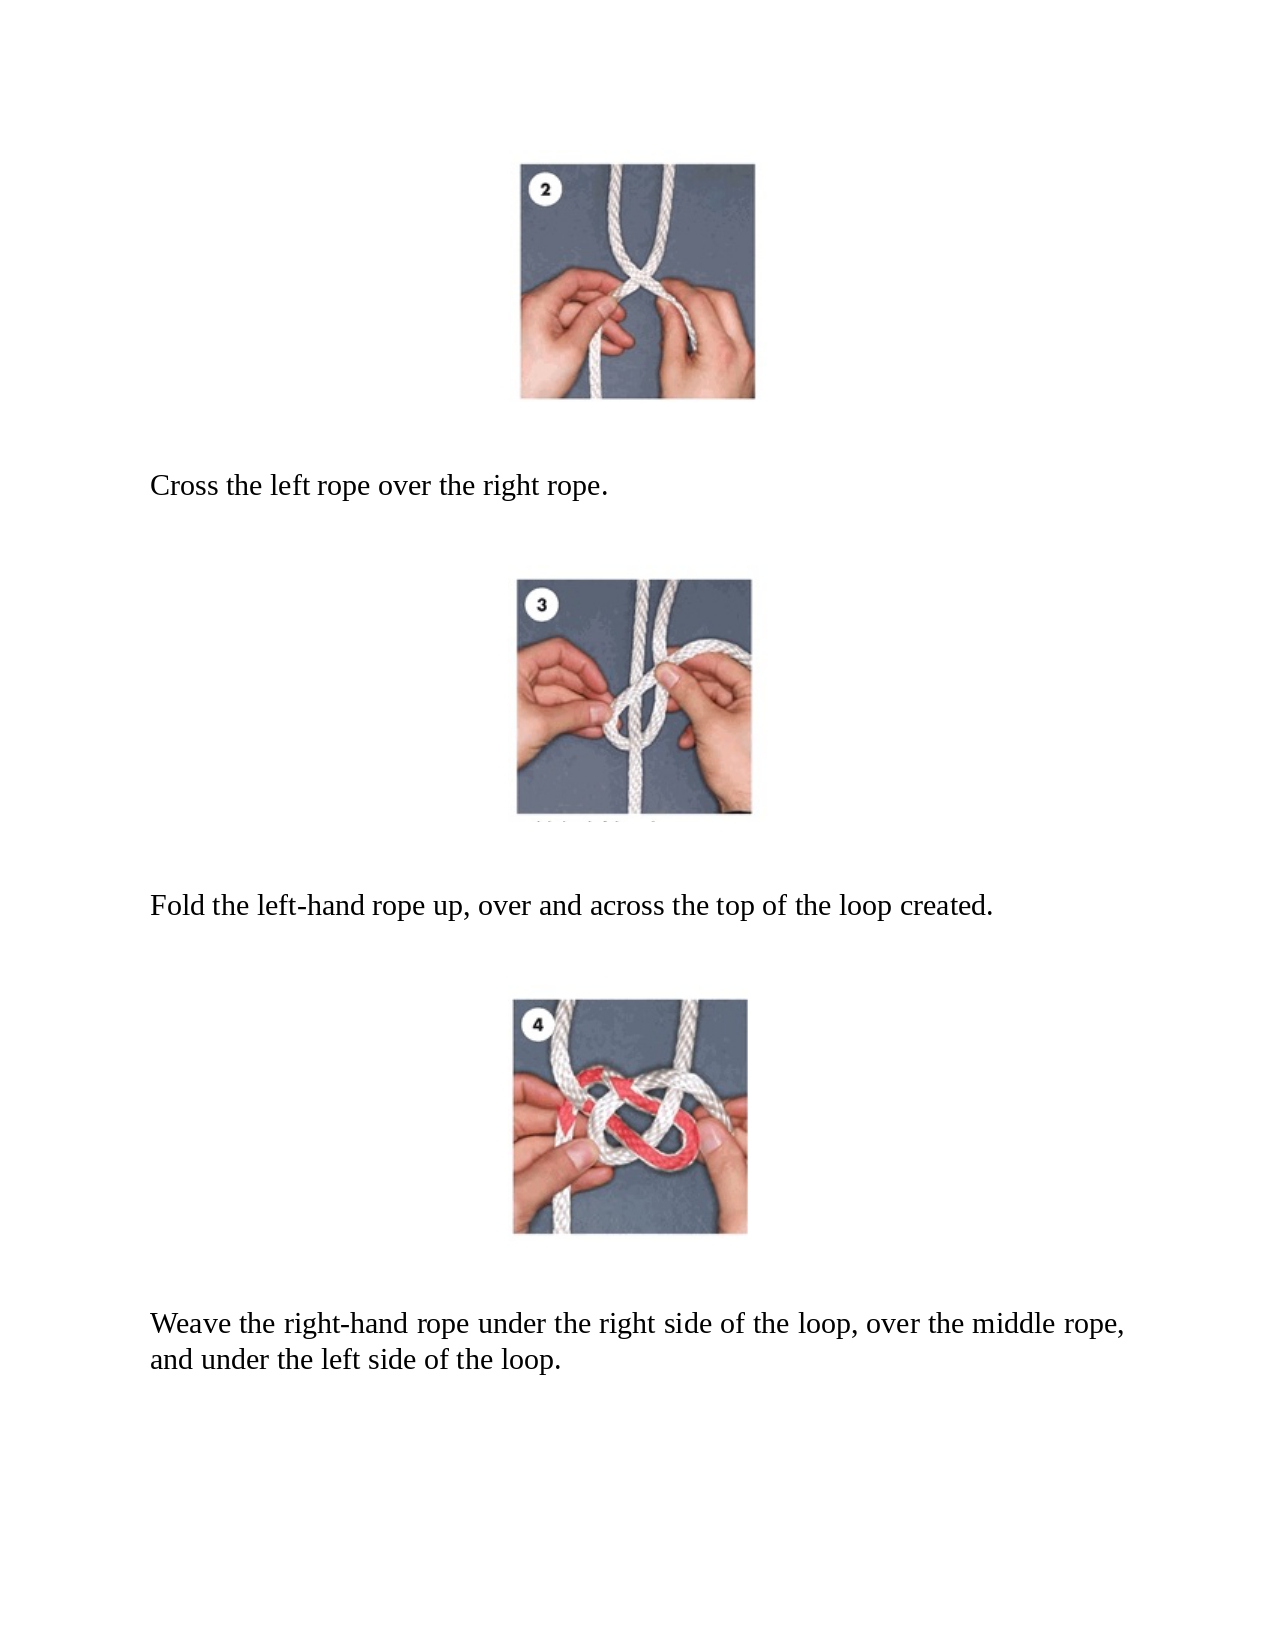 2
Cross the left rope over the right rope.
3
Fold the left-hand rope up, over and across the top of the loop created.
4
Weave the right-hand rope under the right side of the loop, over the middle rope,
and under the left side of the loop.